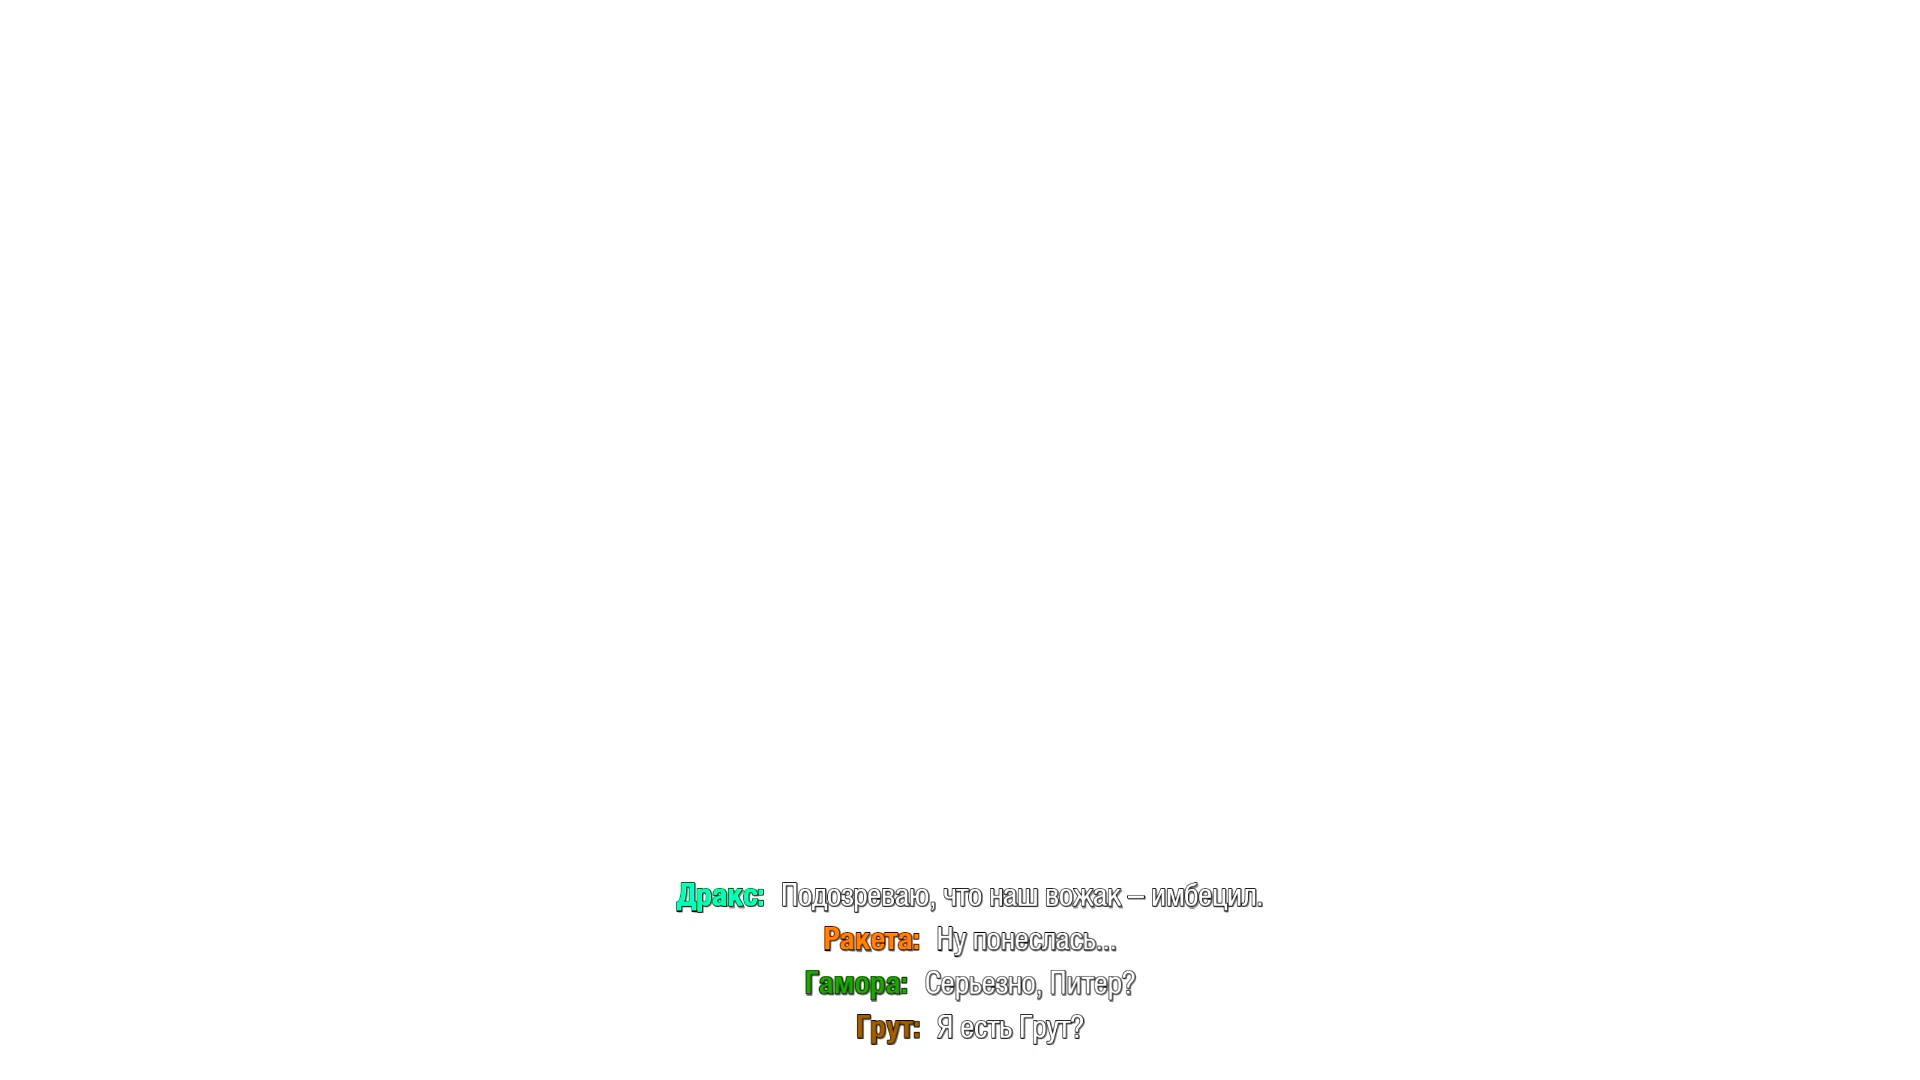 Дракс: Подозреваю, что наш вожак – имбецил.
Ракета: Ну понеслась...
Гамора: Серьезно, Питер?
Грут: Я есть Грут?